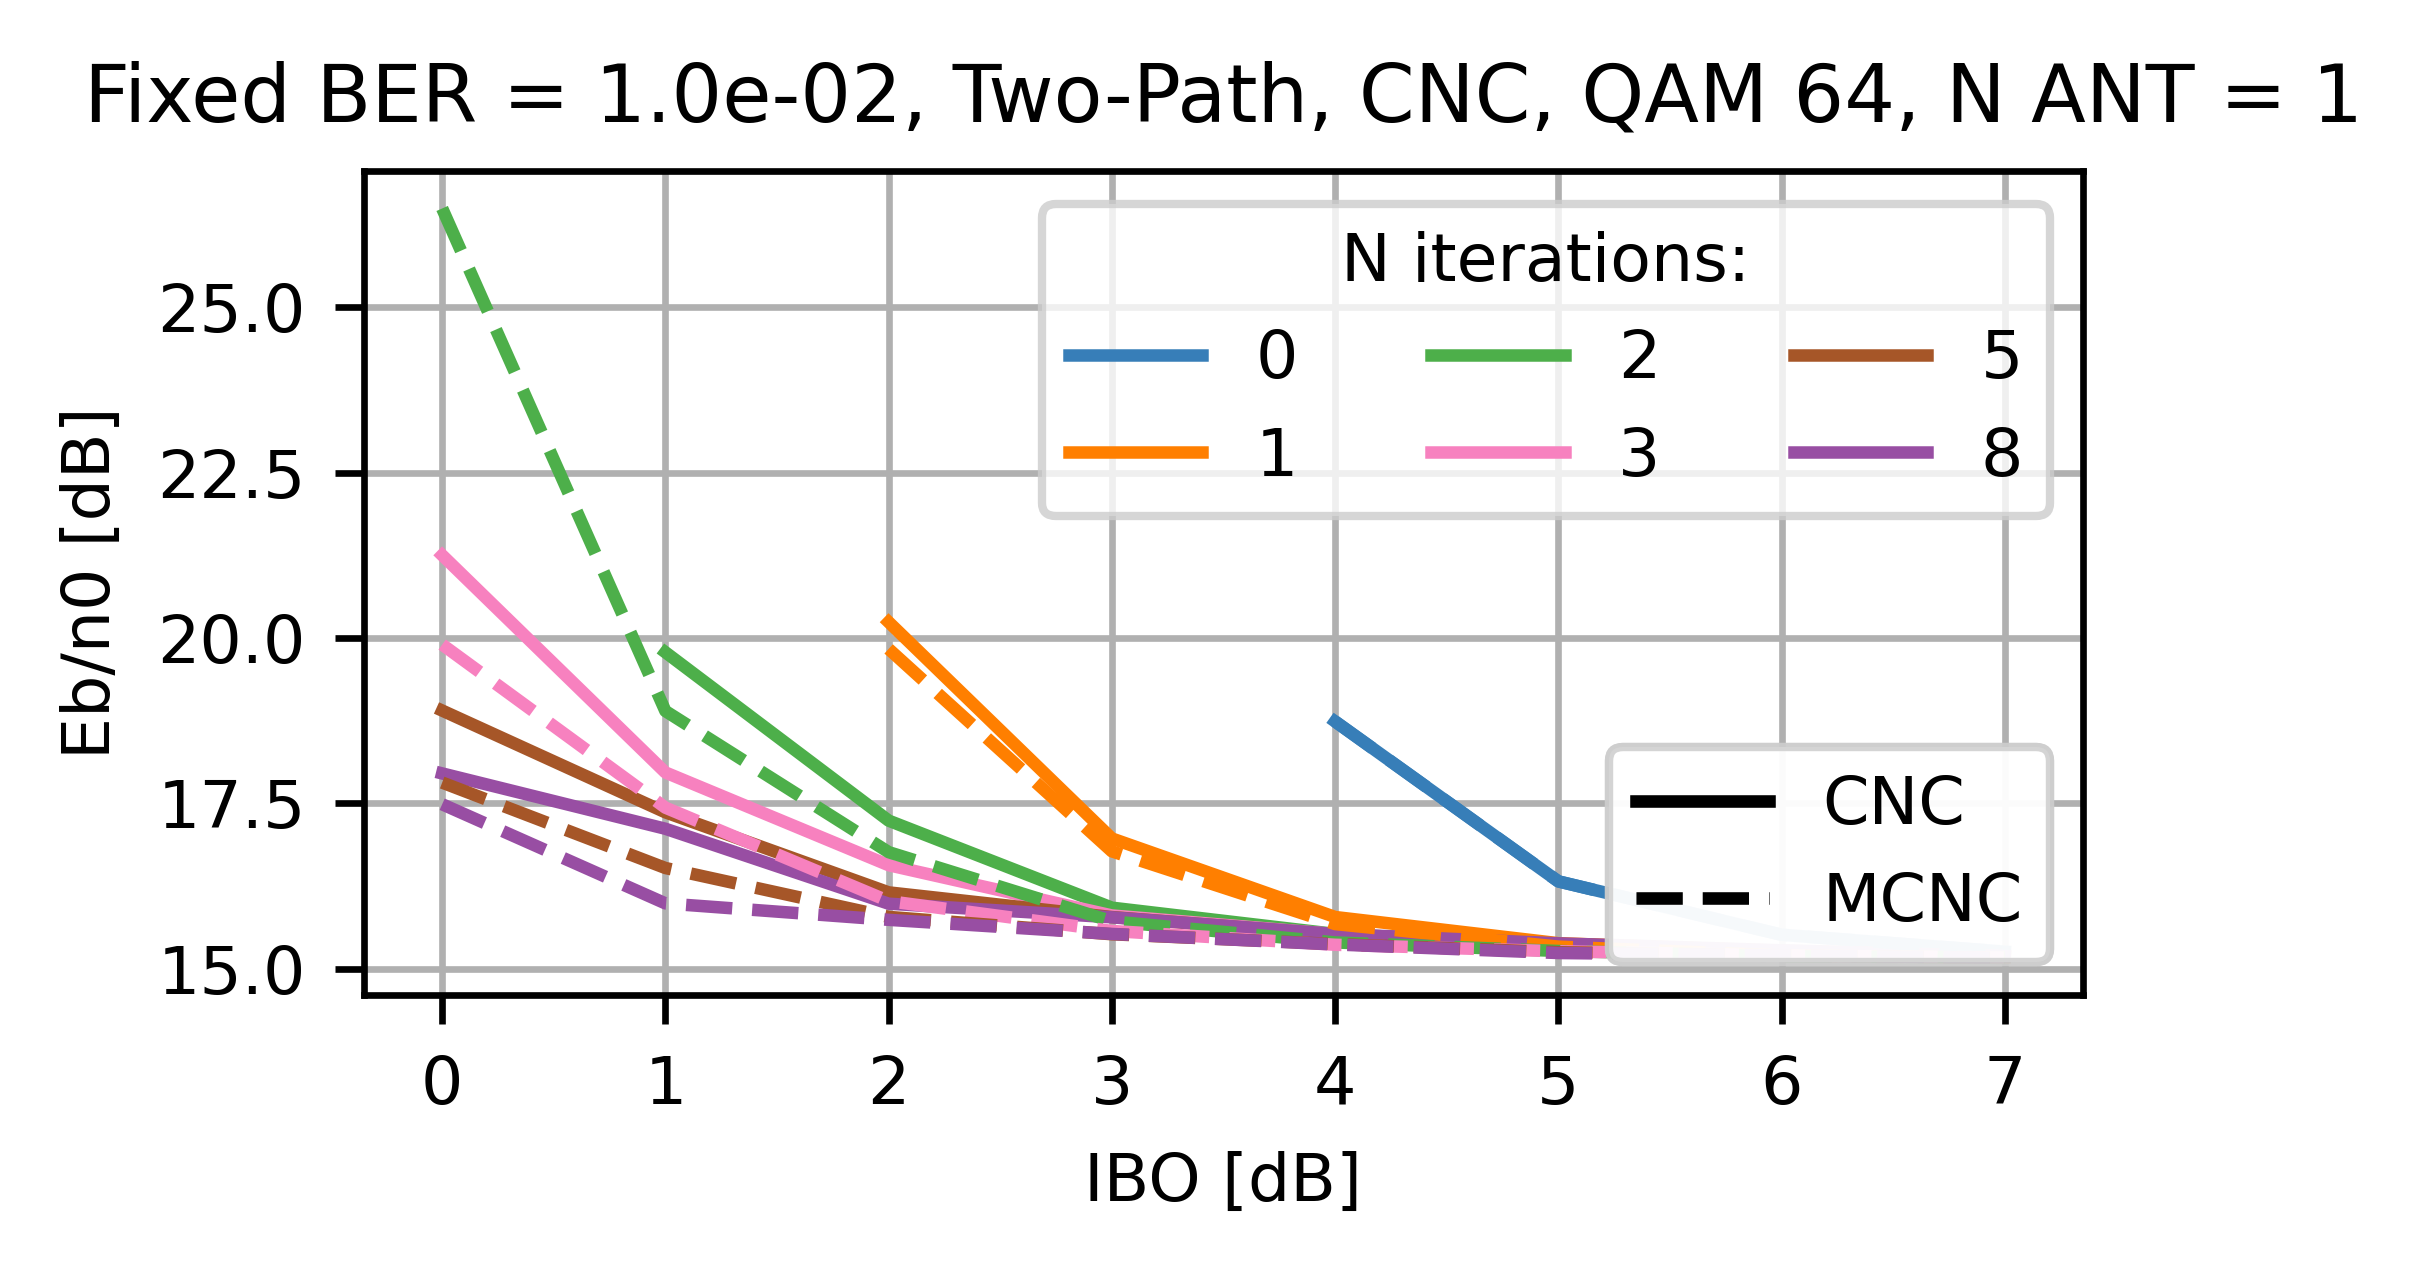 Fixed BER = 1.0e-02, Two-Path, CNC, QAM 64, N ANT = 1
Eb/n0 [dB]
25.0
22.5
20.0
17.5
15.0
N iterations:
0 2 5
1 3 8
CNC
MCNC
0 1 2 3 4 5 6 7
IBO [dB]